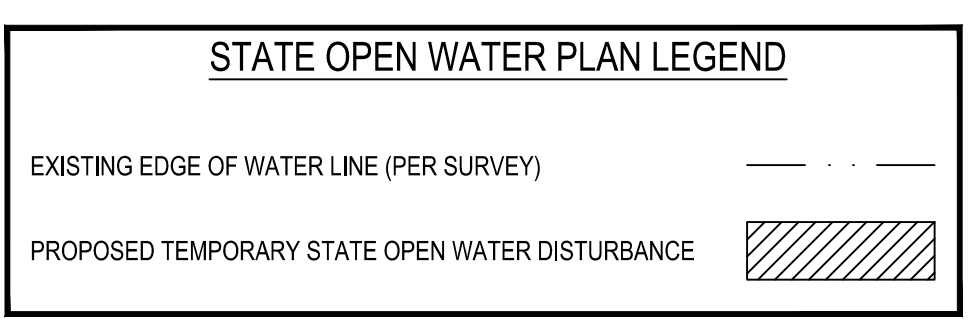 STATE OPEN WATER PLAN LEGEND
EXISTING EDGE OF WATER LINE (PER SURVEY)
PROPOSED TEMPORARY STATE OPEN WATER DISTURBANCE